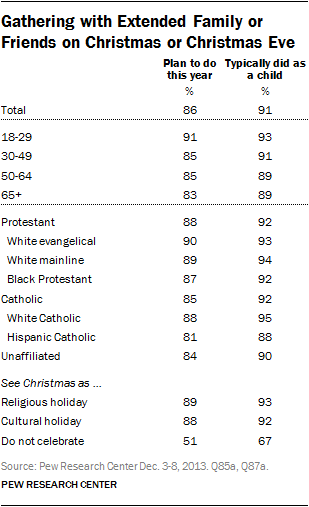 Gathering with Extended Family or
Friends on Christmas or Christmas Eve
Plan to do this year Typically did as a child
% %
Total 86 91
18-29 91 93
30-49 85 91
50-64 85 89
65+ 83 89
Protestant 88 92
White evangelical 90 93
White mainline 89 94
Black Protestant 87 92
Catholic 85 92
White Catholic 88 95
Hispanic Catholic 81 88
Unaffiliated 84 90
See Christmas as ...
Religious holiday 89 93
Cultural holiday 88 92
Do not celebrate 51 67
Source: Pew Research Center Dec. 3-8, 2013. Q85a, Q87a.
PEW RESEARCH CENTER